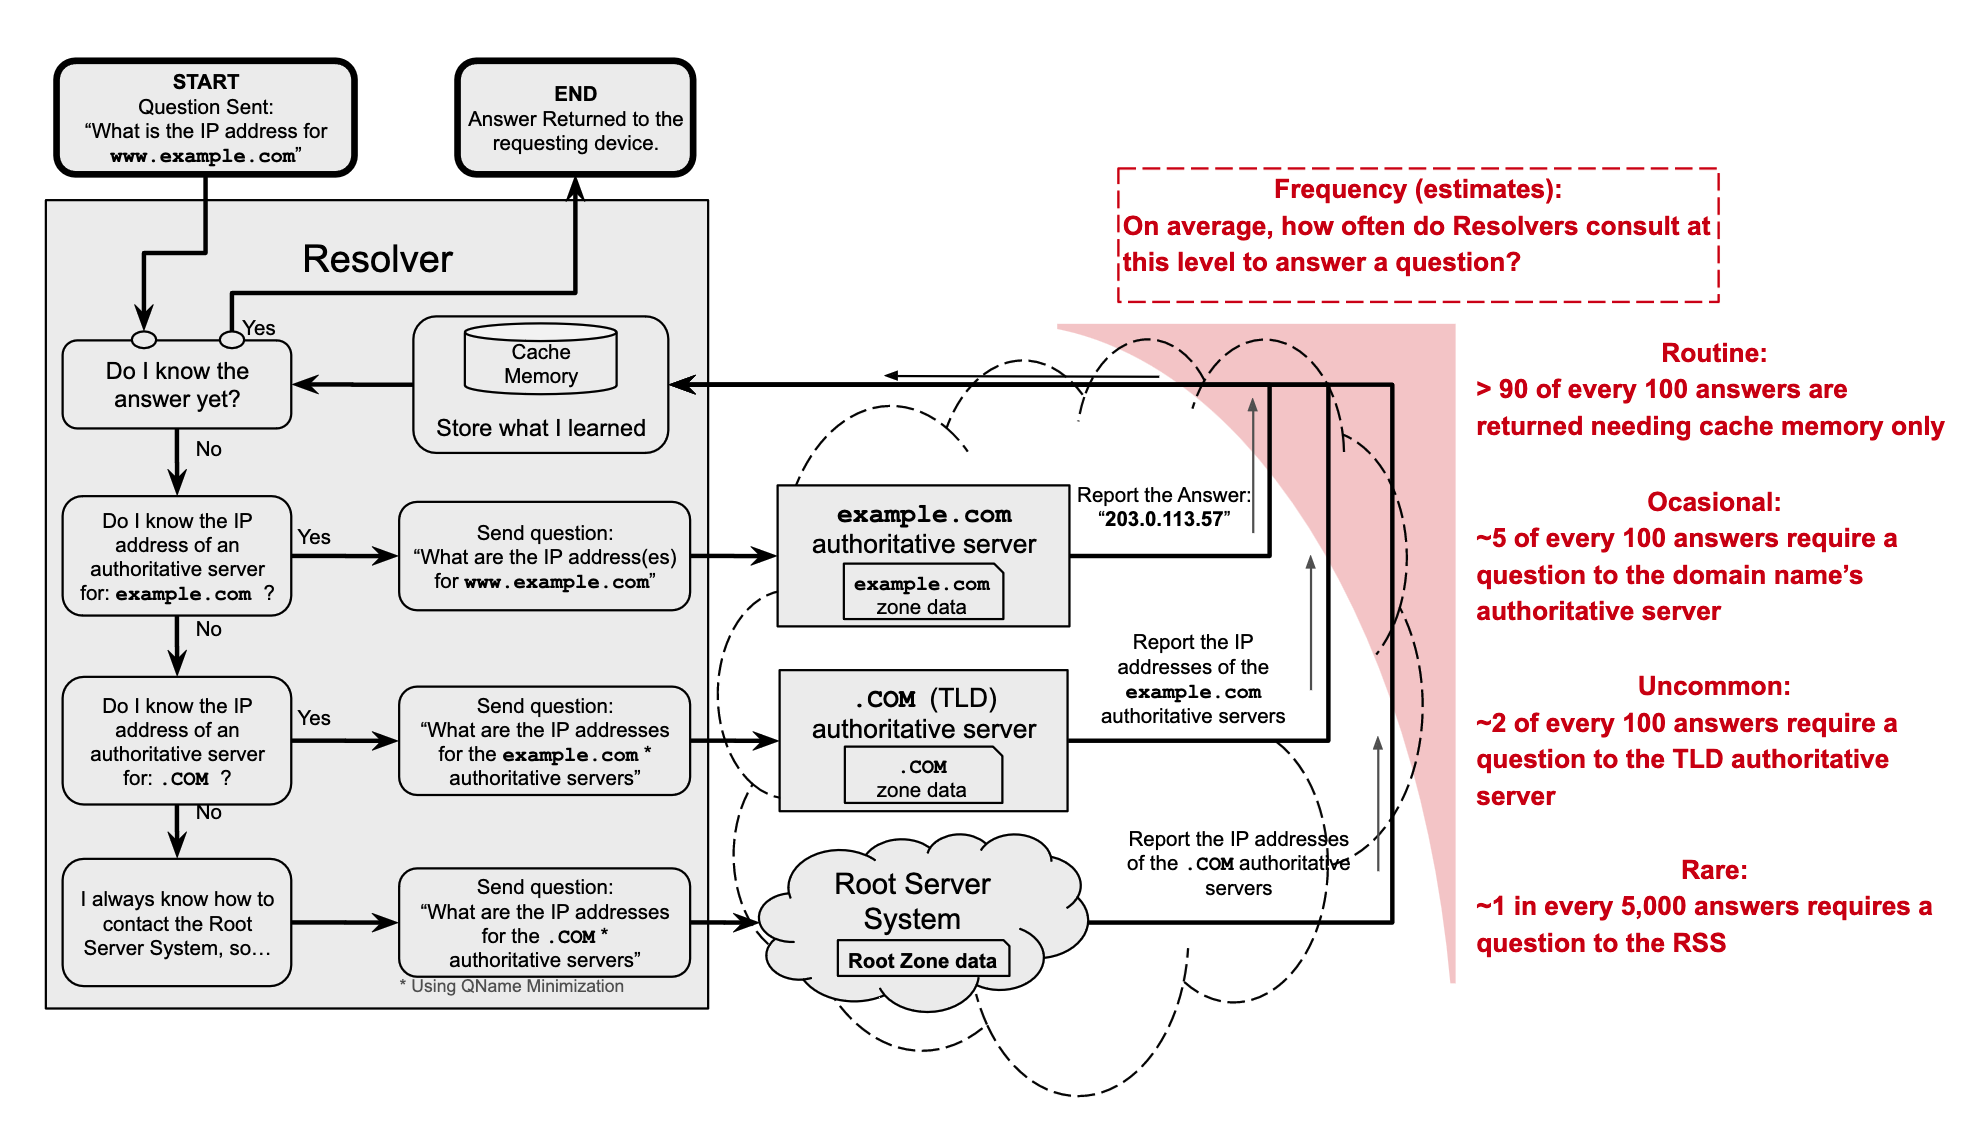 START
Question Sent:
“What is the IP address for
www.example.com”
END
Answer Returned to the
requesting device.
Resolver
Yes
Do I know the
answer yet?
Cache
Memory
Store what I learned
No
Do I know the IP
address of an
authoritative server
for: example.com ?
Yes
Send question:
“What are the IP address(es)
for www.example.com”
example.com
authoritative server
example.com
zone data
Report the Answer:
“203.0.113.57”
No
Do I know the IP
address of an
authoritative server
for: .COM ?
Yes
Send question:
“What are the IP addresses
for the example.com *
authoritative servers”
.COM (TLD)
authoritative server
.COM
zone data
Report the IP
addresses of the
example.com
authoritative servers
No
I always know how to
contact the Root
Server System, so…
Send question:
“What are the IP addresses
for the .COM *
authoritative servers”
* Using QName Minimization
Root Server
System
Root Zone data
Report the IP addresses
of the .COM authoritative
servers
Frequency (estimates):
On average, how often do Resolvers consult at
this level to answer a question?
Routine:
> 90 of every 100 answers are
returned needing cache memory only
Ocasional:
~5 of every 100 answers require a
question to the domain name’s
authoritative server
Uncommon:
~2 of every 100 answers require a
question to the TLD authoritative
server
Rare:
~1 in every 5,000 answers requires a
question to the RSS